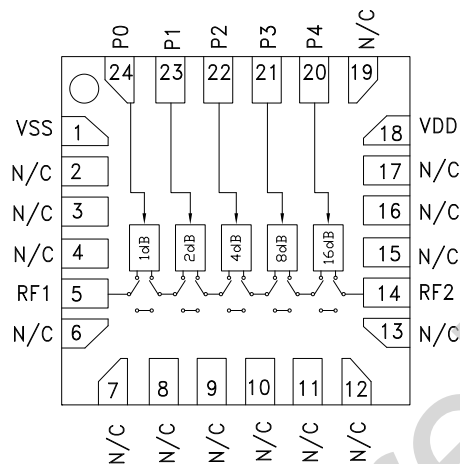 P0 P1 P2 P3 P4 N/C
24 23 22 21 20 19
VSS 1 18 VDD
N/C 2 17 N/C
N/C 3 16 N/C
N/C 4 15 N/C
1dB 2dB 4dB 8dB 16dB
RF1 5 14 RF2
N/C 6 13 N/C
7 8 9 10 11 12
N/C N/C N/C N/C N/C N/C